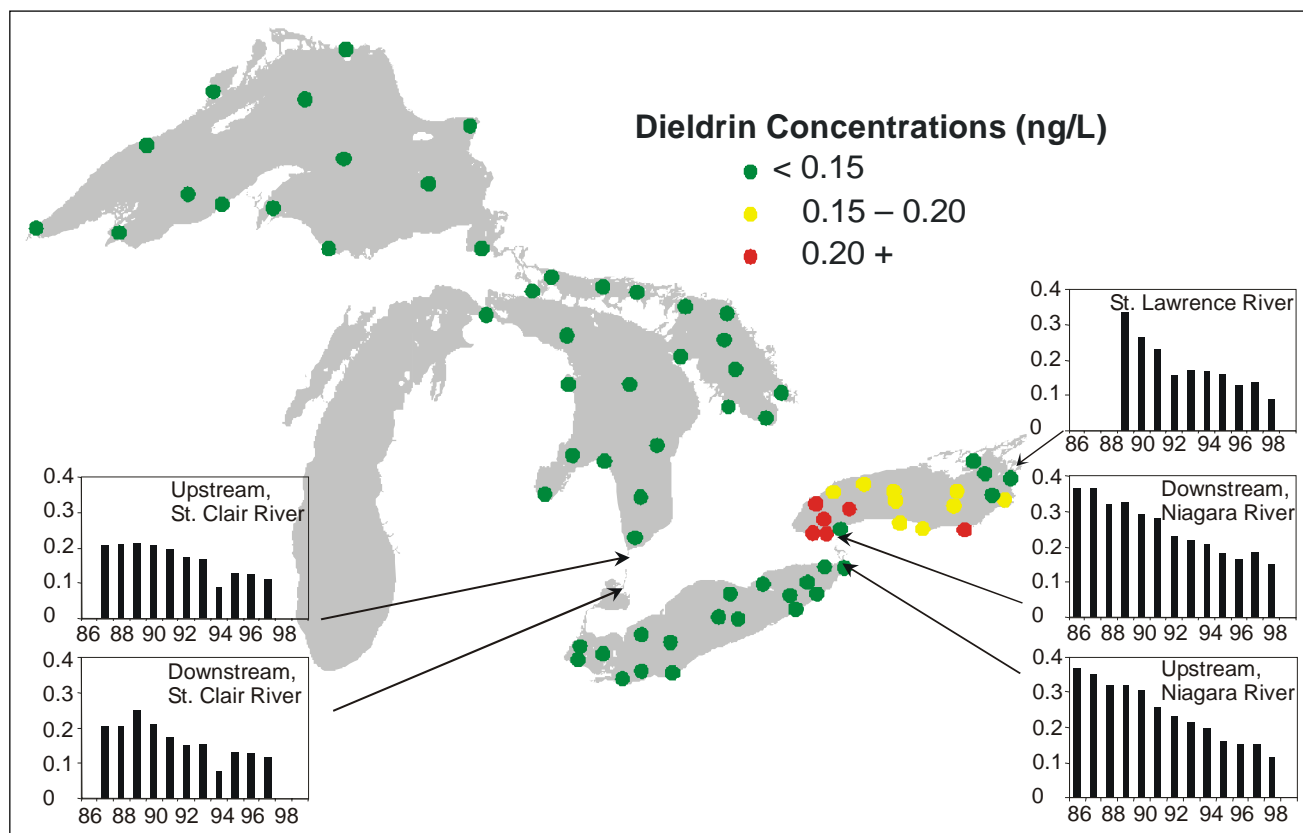 Dieldrin Concentrations (ng/L)
< 0.15
0.15 – 0.20
0.20 +
St. Lawrence River
0.4
0.3
0.2
0.1
0
86 88 90 92 94 96 98
Upstream,
St. Clair River
0.4
0.3
0.2
0.1
0
86 88 90 92 94 96 98
Downstream,
Niagara River
0.4
0.3
0.2
0.1
0
86 88 90 92 94 96 98
Downstream,
St. Clair River
0.4
0.3
0.2
0.1
0
86 88 90 92 94 96 98
Upstream,
Niagara River
0.4
0.3
0.2
0.1
0
86 88 90 92 94 96 98